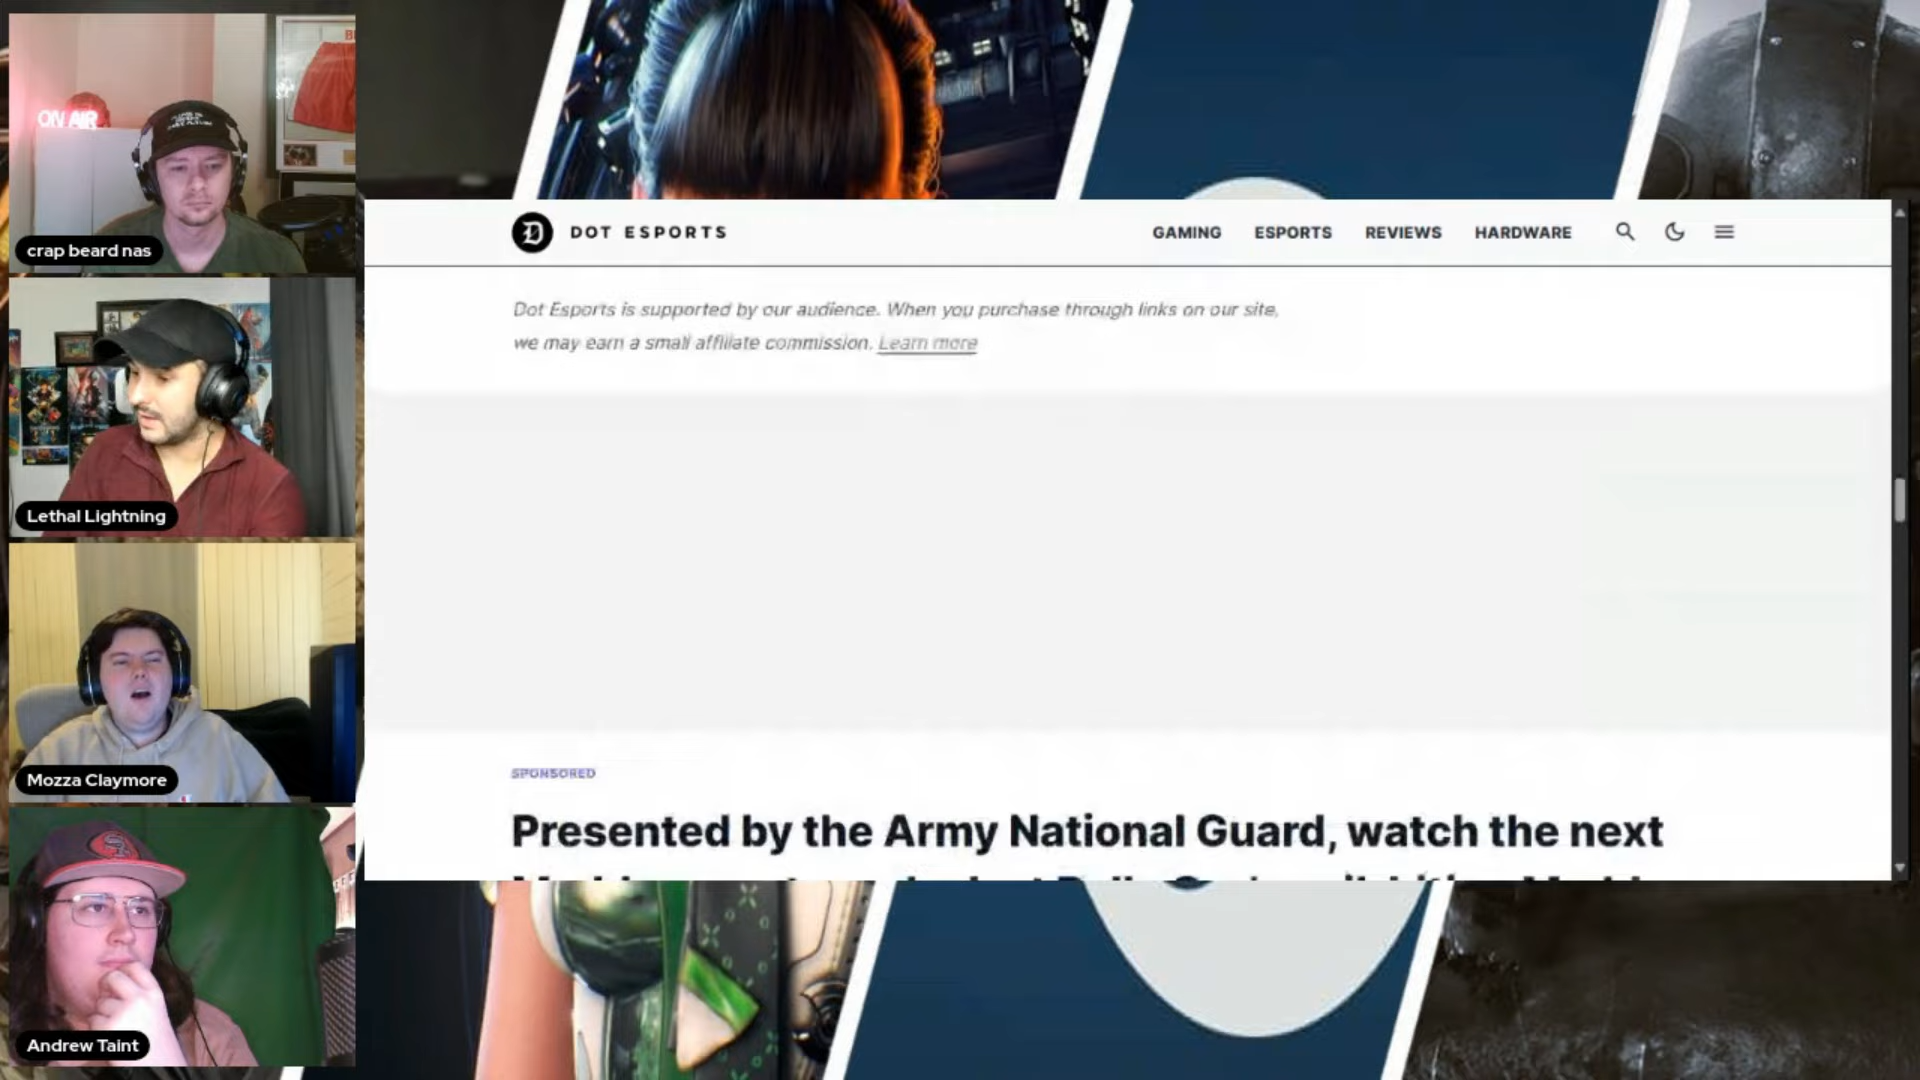 ON AIR
crap beard nas
Lethal Lightning
Mozza Claymore
Andrew Taint
DOT ESPORTS
GAMING ESPORTS REVIEWS HARDWARE
Dot Esports is supported by our audience. When you purchase through links on our site,
we may earn a small affiliate commission. Learn more
SPONSORED
Presented by the Army National Guard, watch the next